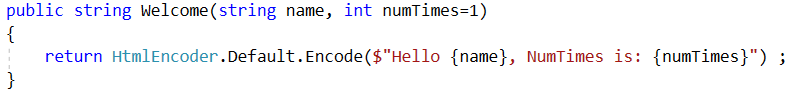 public string Welcome(string name, int numTimes=1)
{
    return HtmlEncoder.Default.Encode($"Hello {name}, NumTimes is: {numTimes}") ;
}